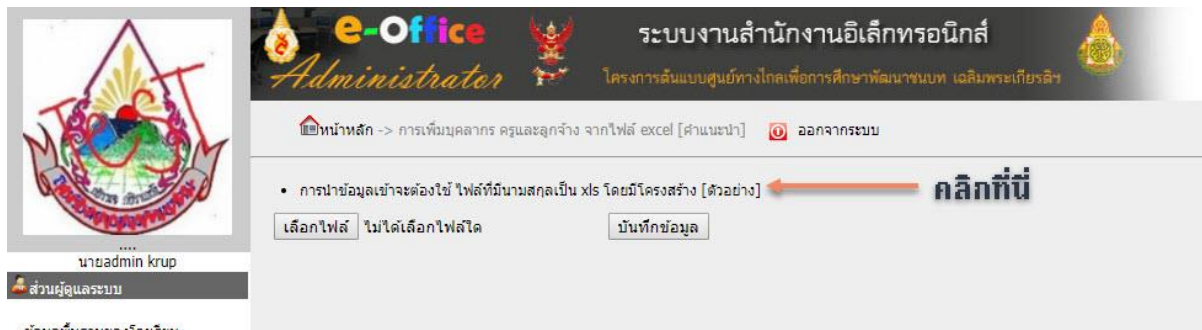 e-Office
Administrator
ระบบงานสำนักงานอิเล็กทรอนิกส์
โครงการต้นแบบศูนย์ทางไกลเพื่อการศึกษาพัฒนาชนบท เฉลิมพระเกียรติฯ
TEST
หน้าหลัก -> การเพิ่มบุคลากร ครูและลูกจ้าง จากไฟล์ excel [คำแนะนำ] ออกจากระบบ
• การนำข้อมูลเข้าจะต้องใช้ ไฟล์ที่มีนามสกุลเป็น xls โดยมีโครงสร้าง [ตัวอย่าง]
คลิกที่นี่
เลือกไฟล์ ไม่ได้เลือกไฟล์ใด บันทึกข้อมูล
....
นายadmin krup
ส่วนผู้ดูแลระบบ